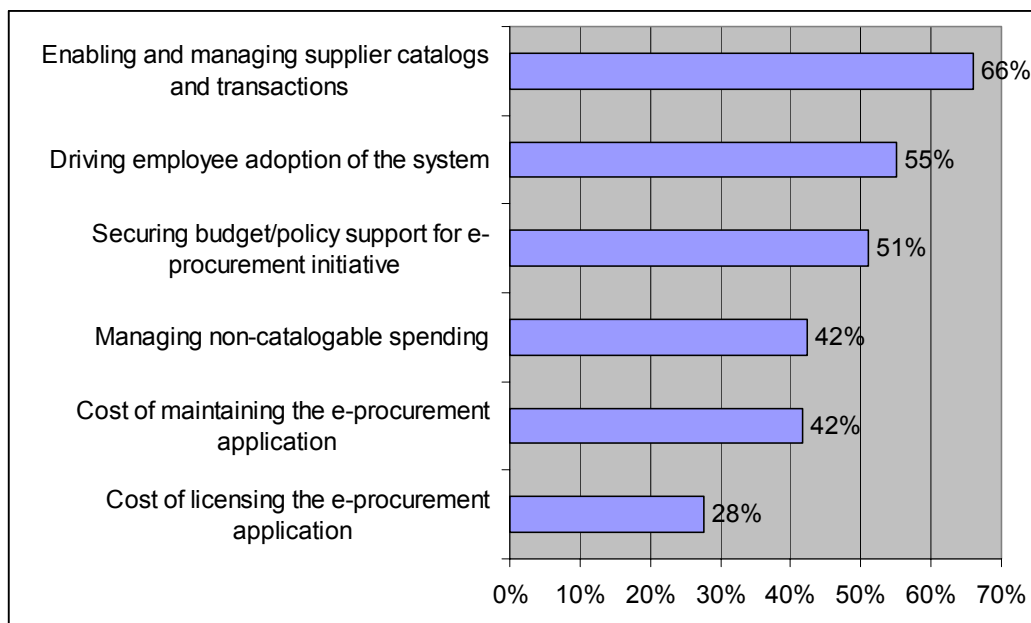 Enabling and managing supplier catalogs
and transactions
66%
Driving employee adoption of the system
55%
Securing budget/policy support for e-
procurement initiative
51%
Managing non-catalogable spending
42%
Cost of maintaining the e-procurement
application
42%
Cost of licensing the e-procurement
application
28%
0% 10% 20% 30% 40% 50% 60% 70%